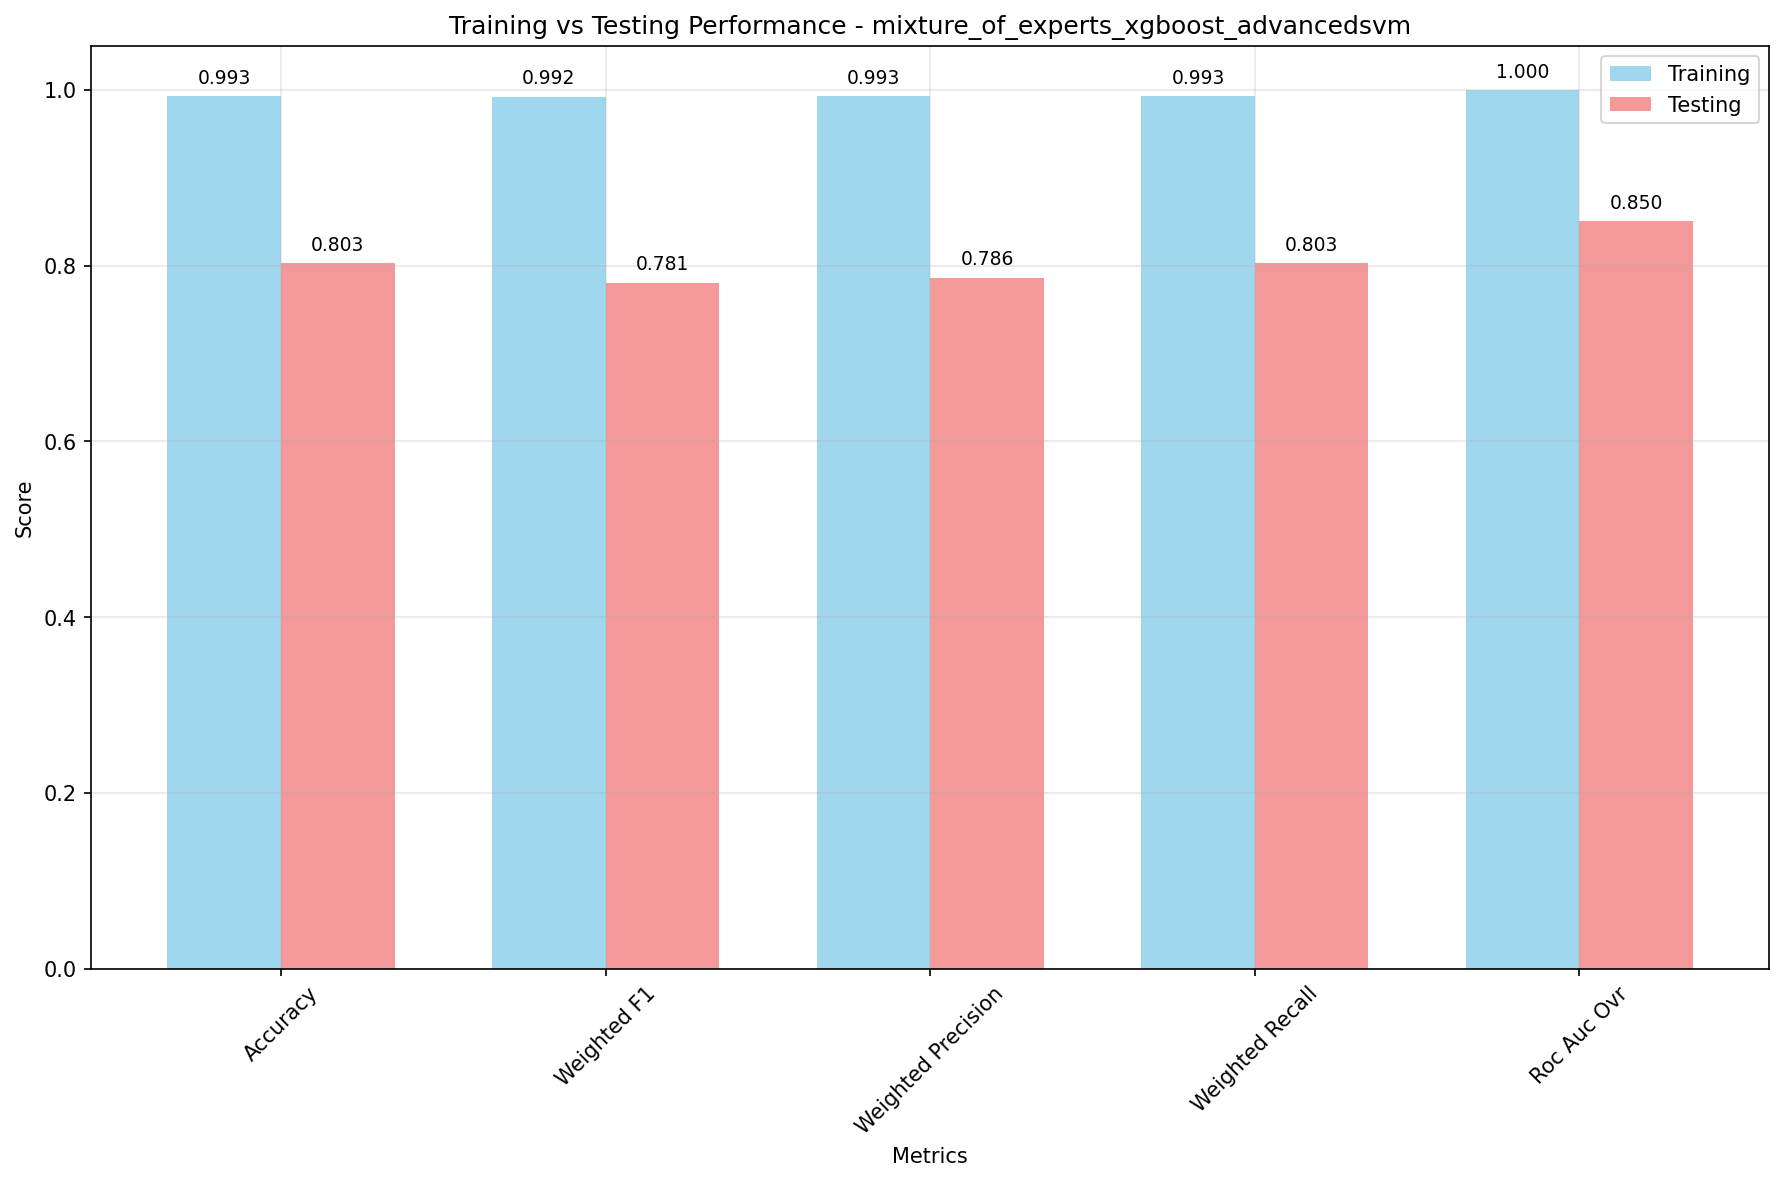 Training vs Testing Performance - mixture_of_experts_xgboost_advancedsvm
Training
Testing
0.993
0.992
0.993
0.993
1.000
0.803
0.781
0.786
0.803
0.850
Score
1.0
0.8
0.6
0.4
0.2
0.0
Accuracy
Weighted F1
Weighted Precision
Weighted Recall
Roc Auc Ovr
Metrics